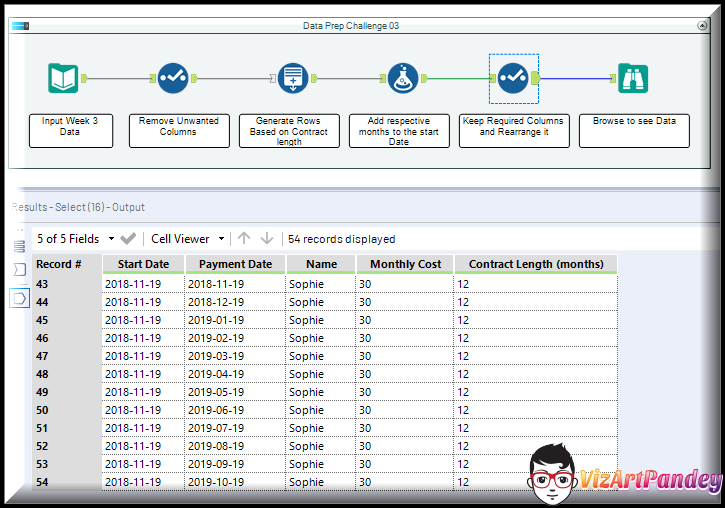 Data Prep Challenge 03
Input Week 3
Data
Remove Unwanted
Columns
Generate Rows
Based on Contract
length
Add respective
months to the start
Date
Keep Required Columns
and Rearrange it
Browse to see Data
Results - Select (16) - Output
5 of 5 Fields Cell Viewer 54 records displayed
Record # Start Date Payment Date Name Monthly Cost Contract Length (months)
43 2018-11-19 2018-11-19 Sophie 30 12
44 2018-11-19 2018-12-19 Sophie 30 12
45 2018-11-19 2019-01-19 Sophie 30 12
46 2018-11-19 2019-02-19 Sophie 30 12
47 2018-11-19 2019-03-19 Sophie 30 12
48 2018-11-19 2019-04-19 Sophie 30 12
49 2018-11-19 2019-05-19 Sophie 30 12
50 2018-11-19 2019-06-19 Sophie 30 12
51 2018-11-19 2019-07-19 Sophie 30 12
52 2018-11-19 2019-08-19 Sophie 30 12
53 2018-11-19 2019-09-19 Sophie 30 12
54 2018-11-19 2019-10-19 Sophie 30 12
VizArtPandey